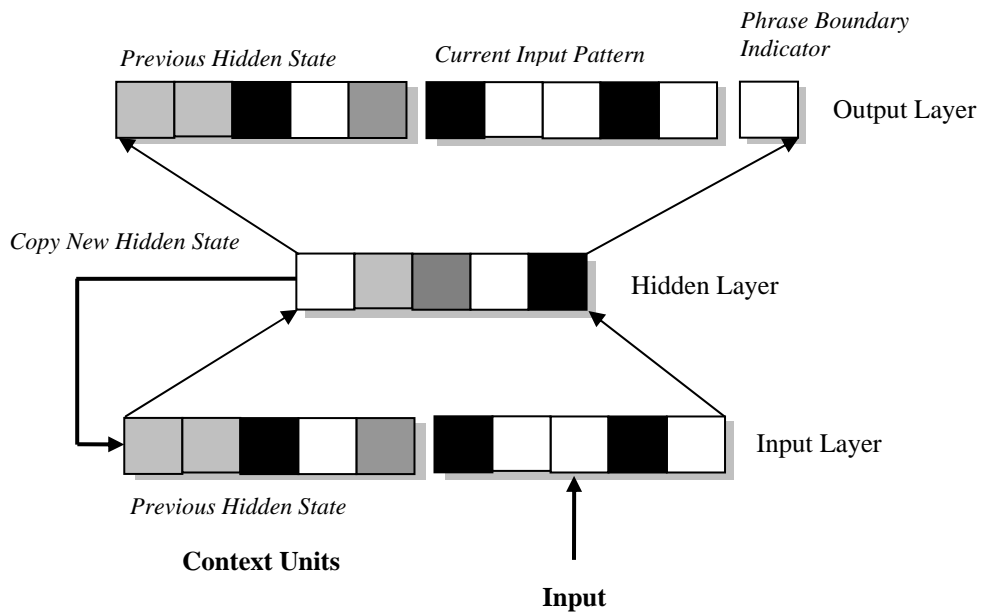 Phrase Boundary
Indicator
Previous Hidden State
Current Input Pattern
Output Layer
Copy New Hidden State
Hidden Layer
Input Layer
Previous Hidden State
Context Units
Input